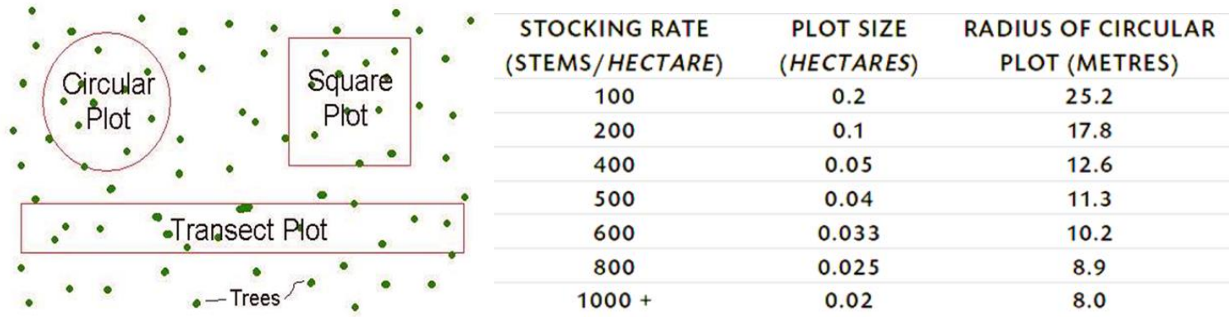 Circular
Plot
Square
Plot
Transect Plot
Trees
STOCKING RATE PLOT SIZE RADIUS OF CIRCULAR
(STEMS/HECTARE) (HECTARES) PLOT (METRES)
100 0.2 25.2
200 0.1 17.8
400 0.05 12.6
500 0.04 11.3
600 0.033 10.2
800 0.025 8.9
1000 + 0.02 8.0